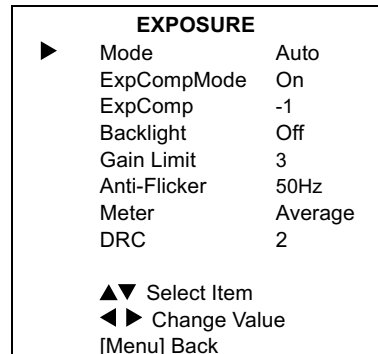 EXPOSURE
▶ Mode Auto
ExpCompMode On
ExpComp -1
Backlight Off
Gain Limit 3
Anti-Flicker 50Hz
Meter Average
DRC 2
▲▼ Select Item
◀ ▶ Change Value
[Menu] Back